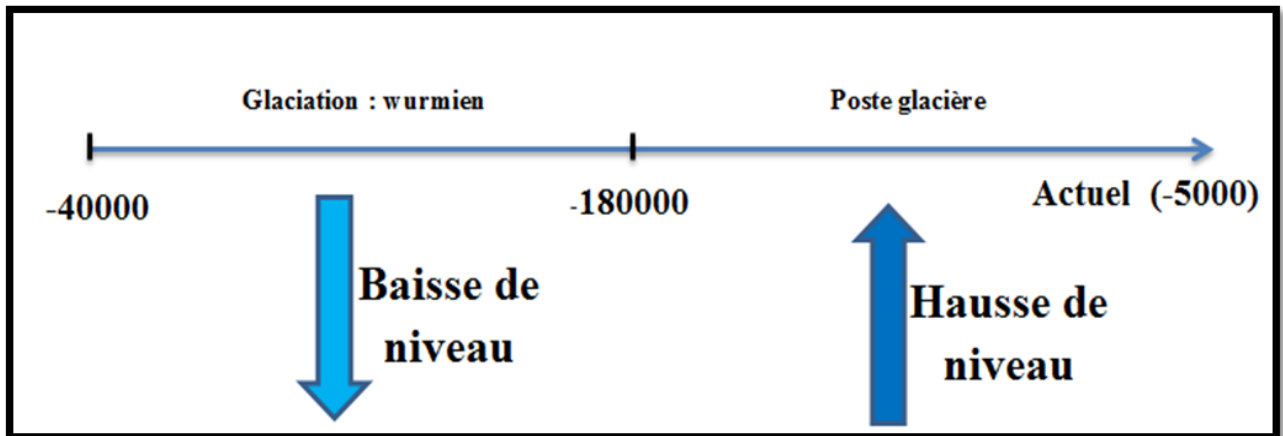 Glaciation : wurmien
Poste glacière
-40000
-180000
Actuel (-5000)
Baisse de
niveau
Hausse de
niveau